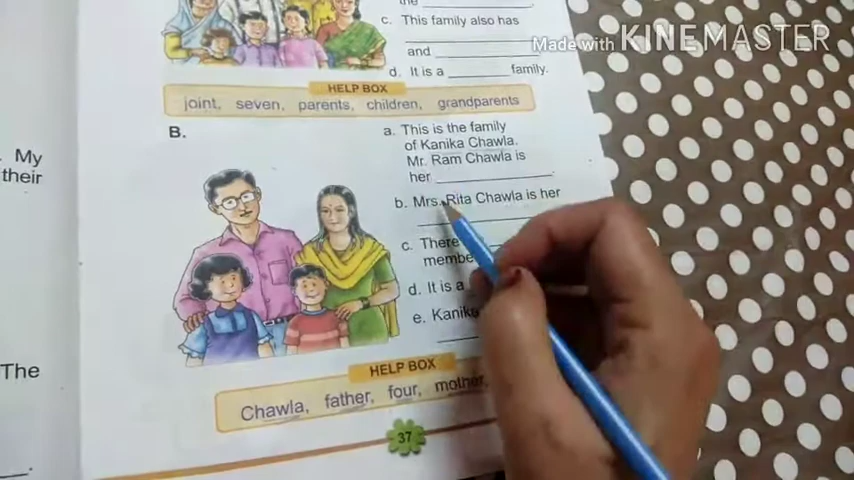 Made with KINEMASTER
the
c. This family also has
and
d. It is a family.
HELP BOX
joint, seven, parents, children, grandparents
B.
a. This is the family
of Kanika Chawla.
Mr. Ram Chawla is
her
b. Mrs. Rita Chawla is her
c. There
d. It is a
e.
HELP BOX
Chawla, father, four, mother
37
My
their
The